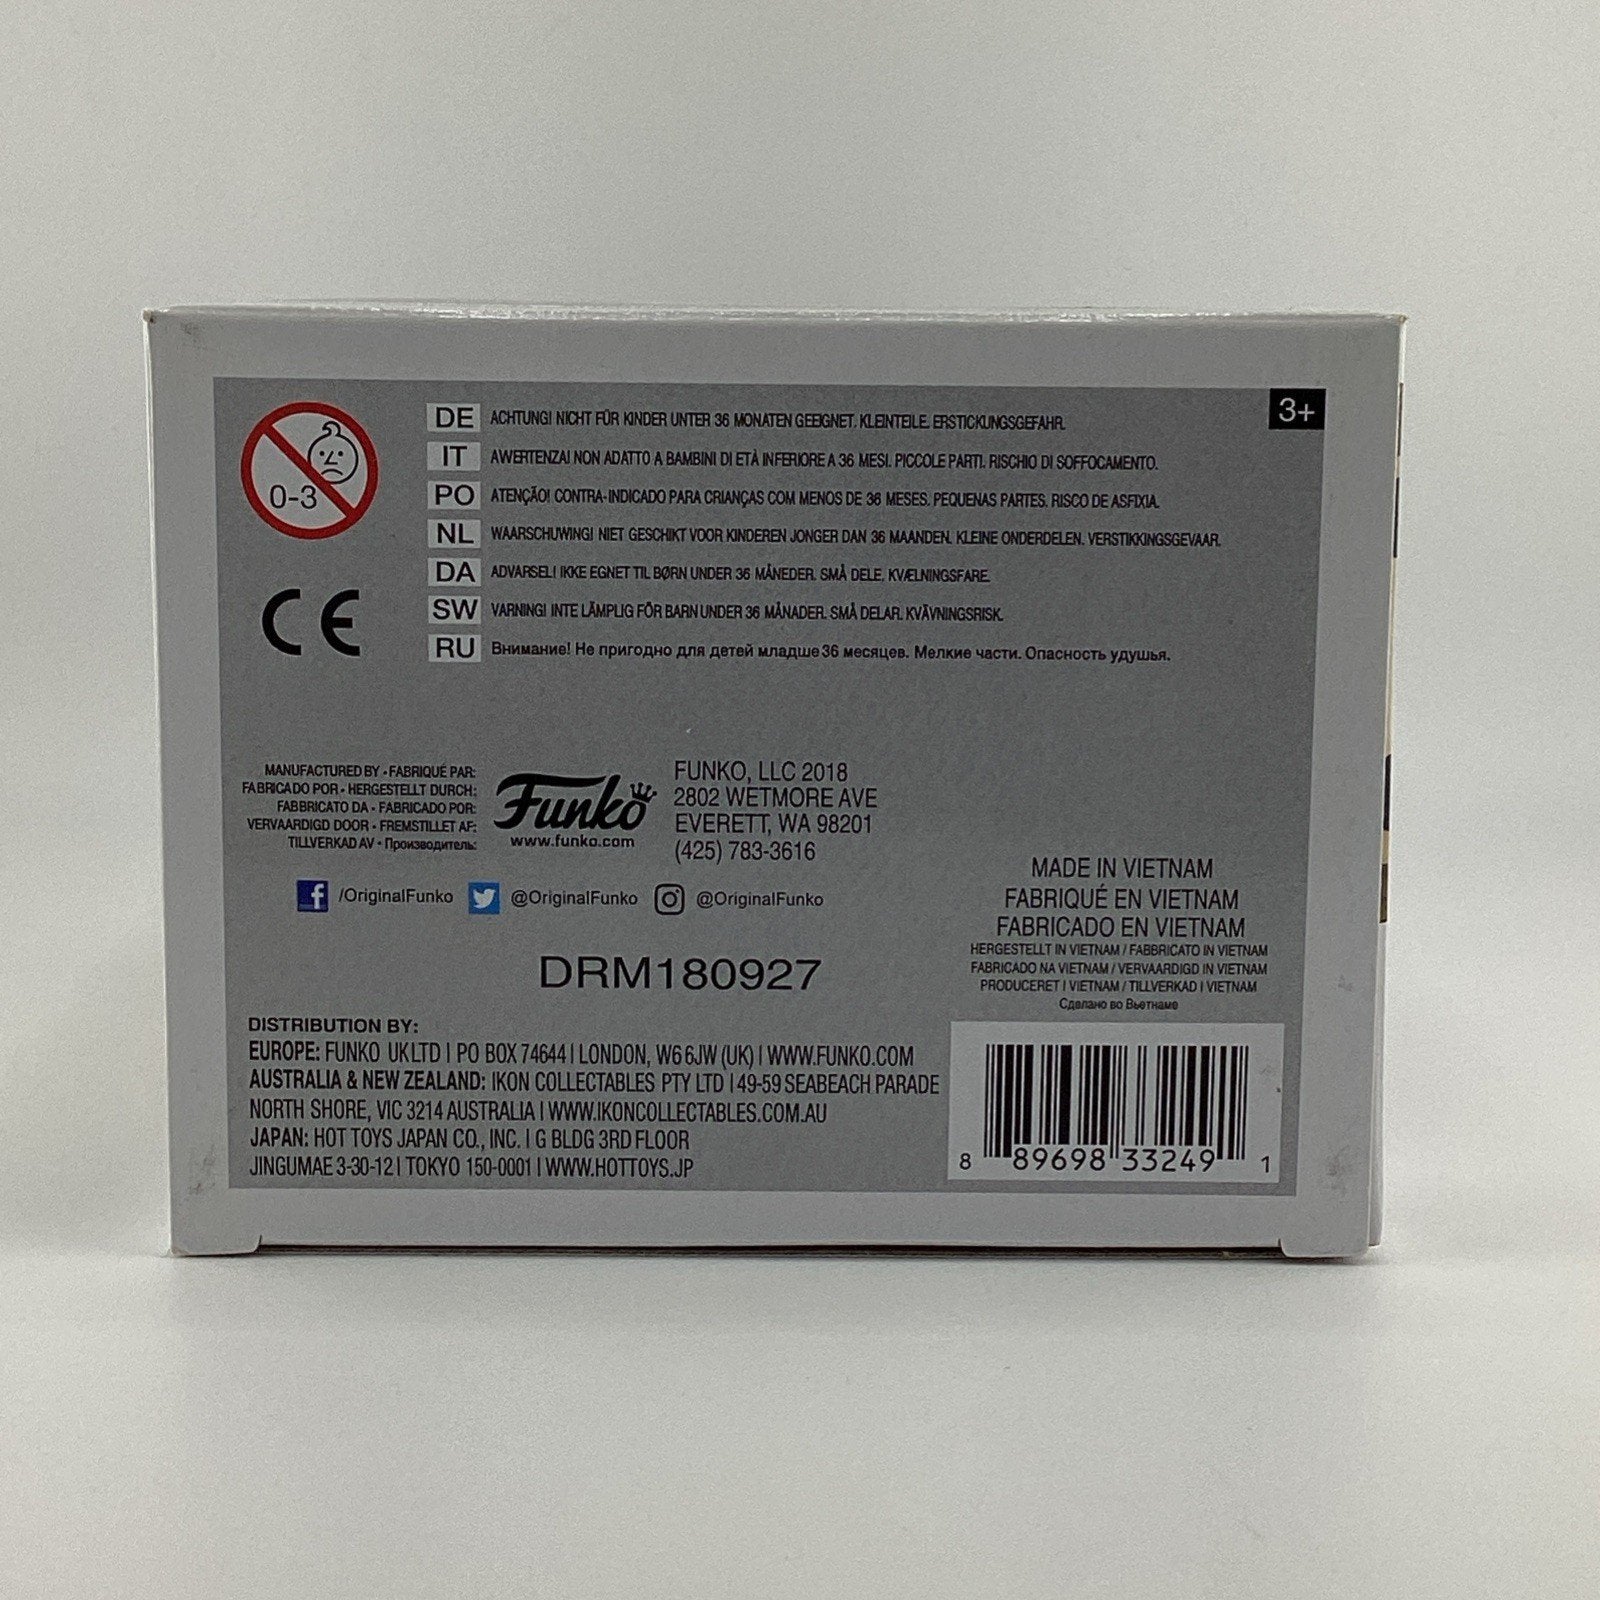 0-3
3+
DE ACHTUNG! NICHT FÜR KINDER UNTER 36 MONATEN GEEIGNET. KLEINTEILE. ERSTICKUNGSGEFAHR.
IT AWERTENZA! NON ADATTO A BAMBINI DI ETÀ INFERIORE A 36 MESI. PICCOLE PARTI. RISCHIO DI SOFFOCAMENTO.
PO ATENÇÃO! CONTRA-INDICADO PARA CRIANÇAS COM MENOS DE 36 MESES. PEQUENAS PARTES. RISCO DE ASFIXIA.
NL WAARSCHUWING! NIET GESCHIKT VOOR KINDEREN JONGER DAN 36 MAANDEN. KLEINE ONDERDELEN. VERSTIKKINGSGEVAAR.
DA ADVARSEL! IKKE EGNET TIL BØRN UNDER 36 MÅNEDER. SMÅ DELE. KVÆLNINGSFARE.
SW VARNING! INTE LÄMPLIG FÖR BARN UNDER 36 MÅNADER. SMÅ DELAR. KVÄVNINGSRISK.
RU Внимание! Не пригодно для детей младше 36 месяцев. Мелкие части. Опасность удушья.
CE
MANUFACTURED BY • FABRIQUÉ PAR:
FABRICADO POR • HERGESTELLT DURCH:
FABBRICATO DA • FABRICADO POR:
VERVAARDIGD DOOR • FREMSTILLET AF:
TILLVERKAD AV • Производитель:
Funko
www.funko.com
FUNKO, LLC 2018
2802 WETMORE AVE
EVERETT, WA 98201
(425) 783-3616
f /OriginalFunko @OriginalFunko @OriginalFunko
MADE IN VIETNAM
FABRIQUÉ EN VIETNAM
FABRICADO EN VIETNAM
HERGESTELLT IN VIETNAM / FABBRICATO IN VIETNAM
FABRICADO NA VIETNAM / VERVAARDIGD IN VIETNAM
PRODUCERET I VIETNAM / TILLVERKAD I VIETNAM
Сделано во Вьетнаме
DRM180927
DISTRIBUTION BY:
EUROPE: FUNKO UK LTD | PO BOX 74644 | LONDON, W6 6JW (UK) | WWW.FUNKO.COM
AUSTRALIA & NEW ZEALAND: IKON COLLECTABLES PTY LTD | 49-59 SEABEACH PARADE
NORTH SHORE, VIC 3214 AUSTRALIA | WWW.IKONCOLLECTABLES.COM.AU
JAPAN: HOT TOYS JAPAN CO., INC. | G BLDG 3RD FLOOR
JINGUMAE 3-30-12 | TOKYO 150-0001 | WWW.HOTTOYS.JP
8 89698 33249 1